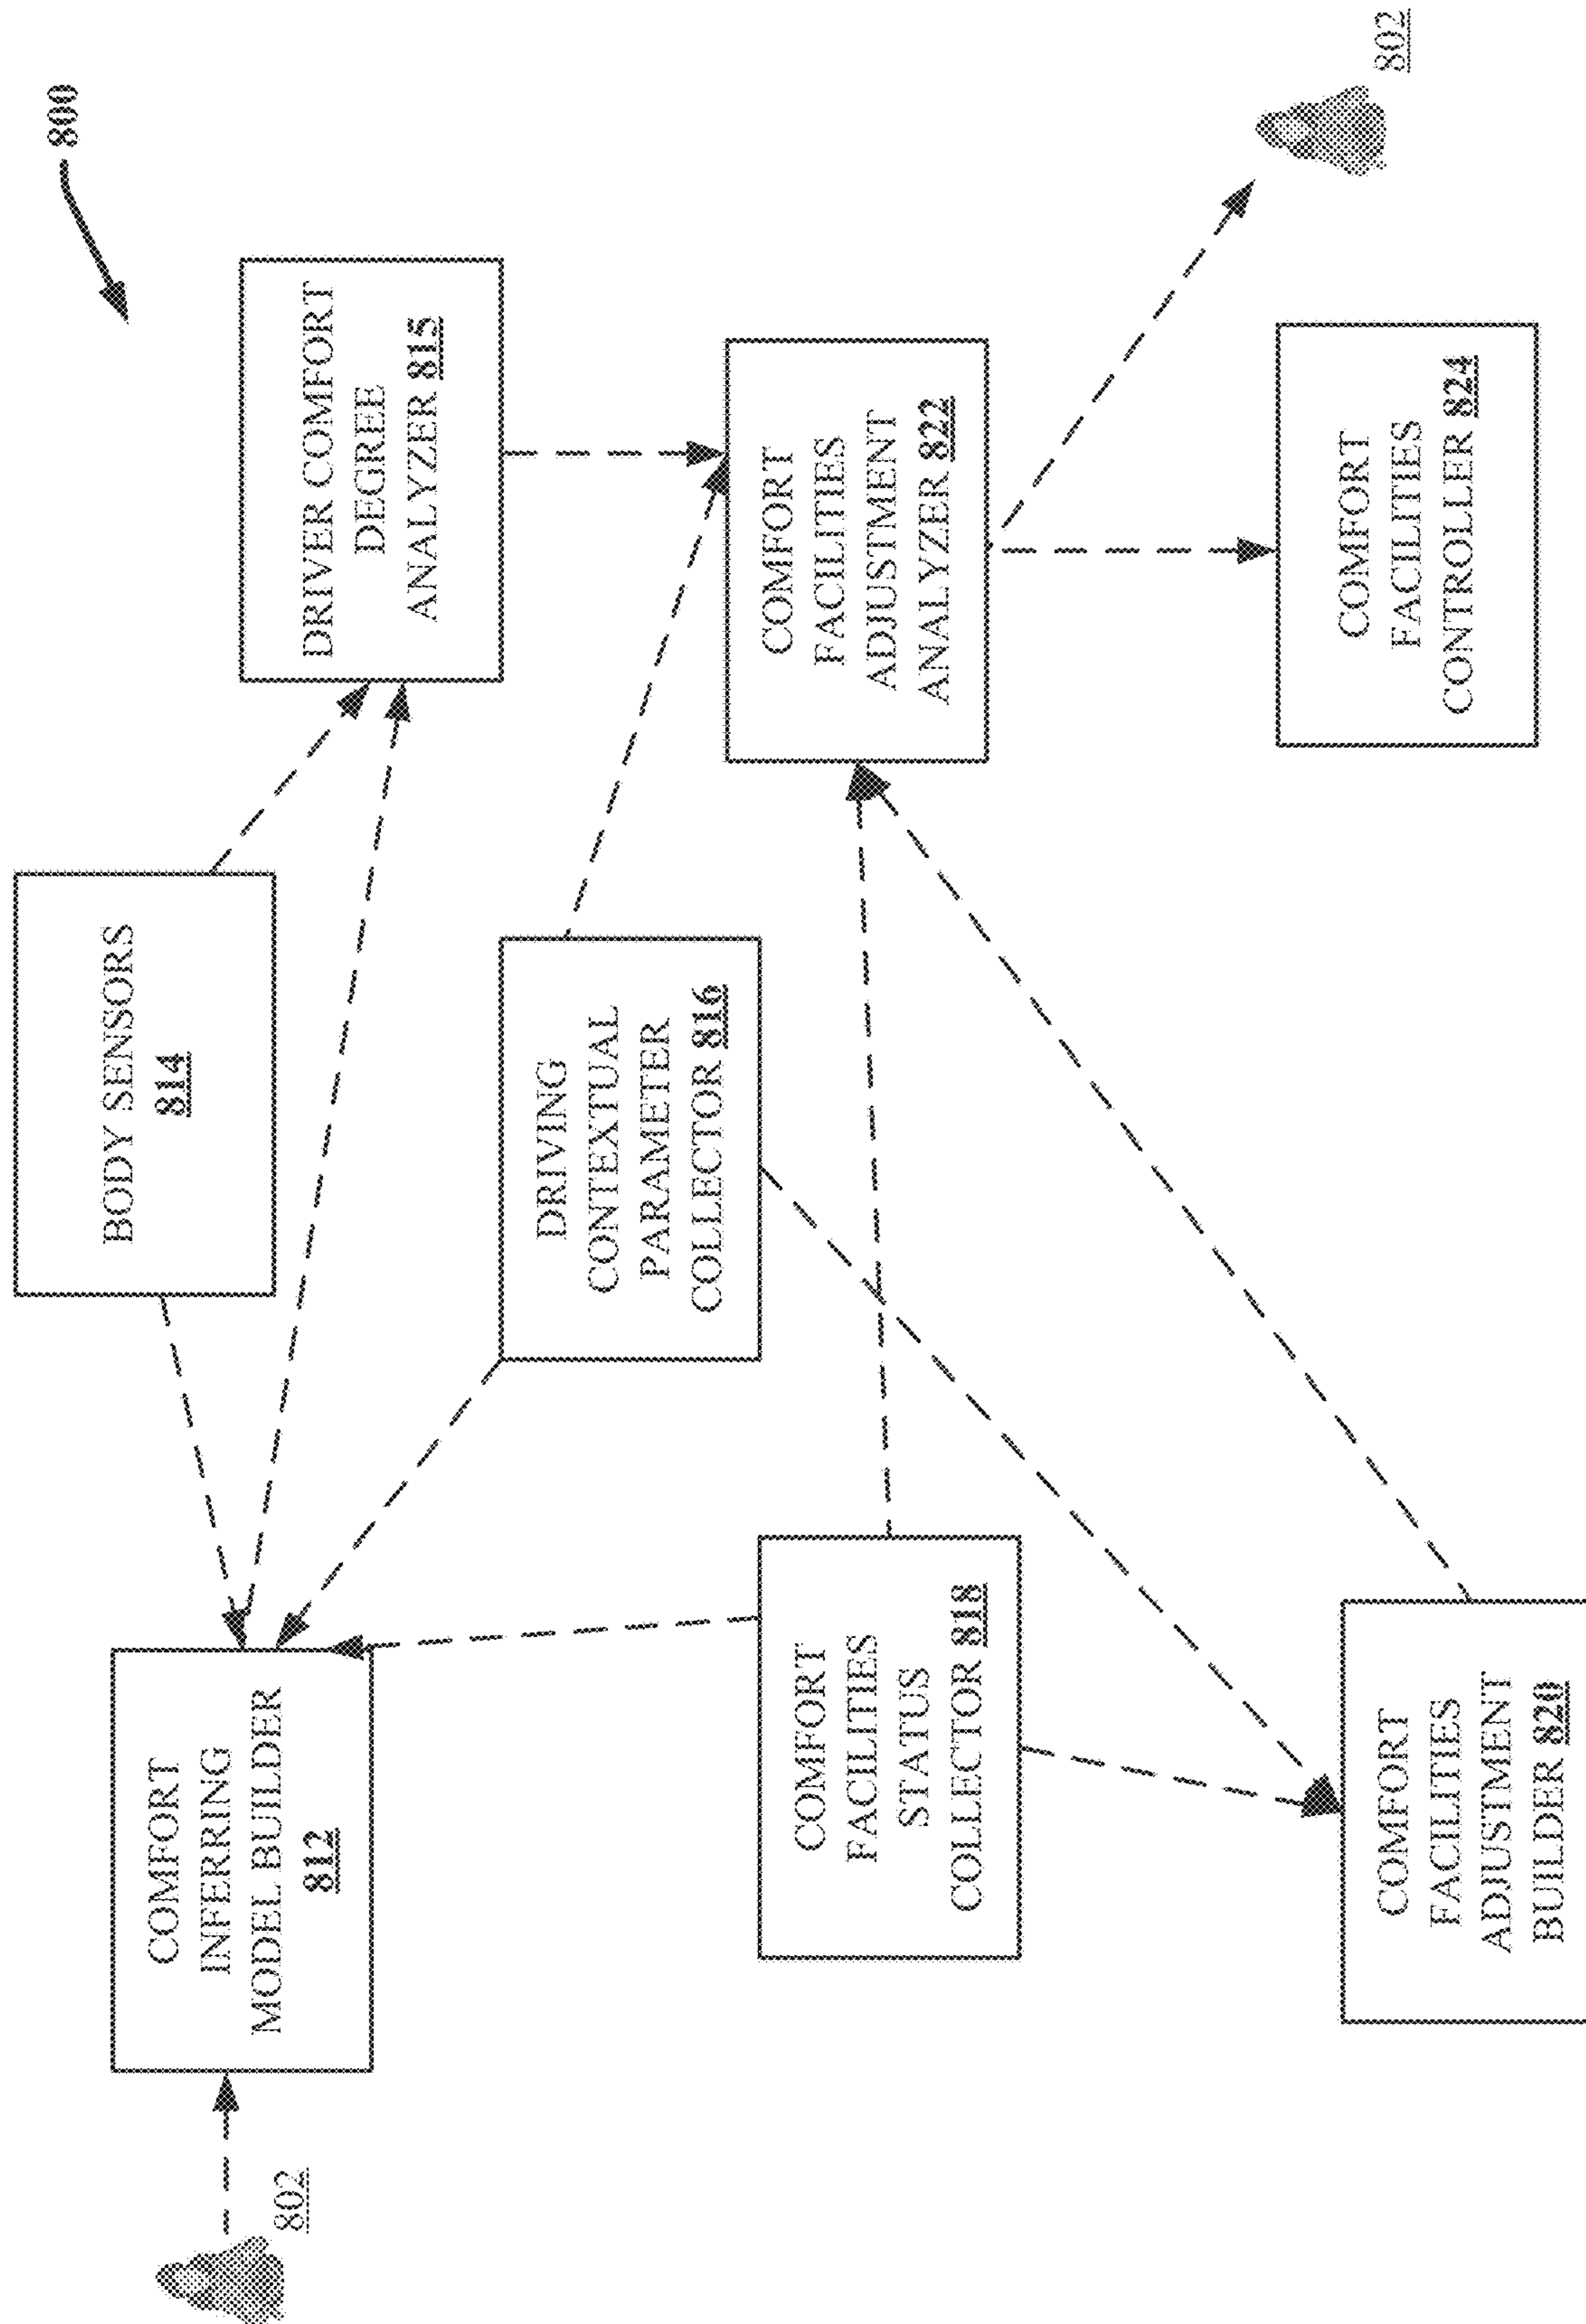 800
802
COMFORT
INFERRING
MODEL BUILDER
812
BODY SENSORS
814
DRIVER COMFORT
DEGREE
ANALYZER 815
DRIVING
CONTEXTUAL
PARAMETER
COLLECTOR 816
COMFORT
FACILITIES
STATUS
COLLECTOR 818
COMFORT
FACILITIES
ADJUSTMENT
ANALYZER 822
COMFORT
FACILITIES
ADJUSTMENT
BUILDER 820
COMFORT
FACILITIES
CONTROLLER 824
802